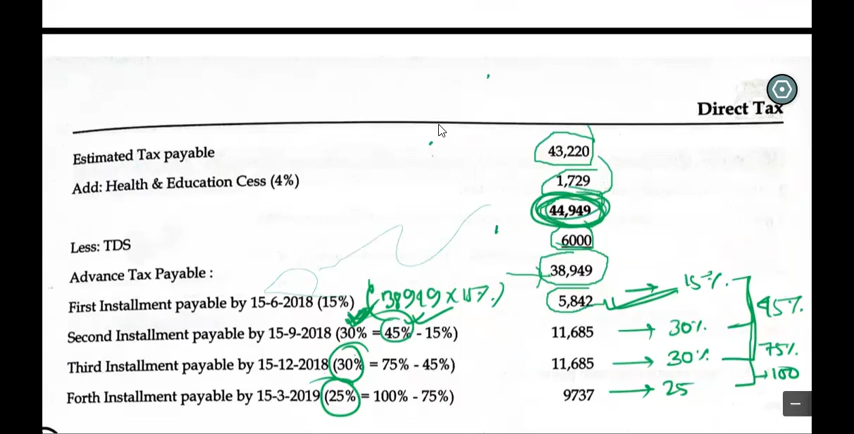 Direct Tax
Estimated Tax payable 43,220
Add: Health & Education Cess (4%) 1,729
44,949
Less: TDS 6000
Advance Tax Payable : 38,949
First Installment payable by 15-6-2018 (15%) (38949 × 15%) 5,842 → 15%
45%
Second Installment payable by 15-9-2018 (30% = 45% - 15%) 11,685 → 30%
75%
Third Installment payable by 15-12-2018 (30% = 75% - 45%) 11,685 → 30%
→ 100
Forth Installment payable by 15-3-2019 (25% = 100% - 75%) 9737 → 25